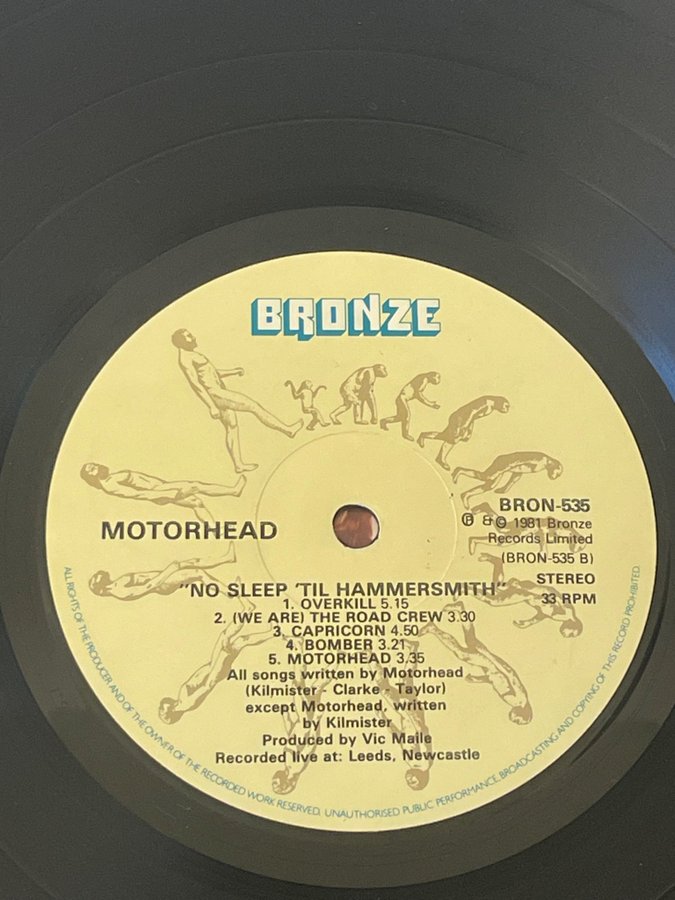 BRONZE
MOTORHEAD
BRON-535
℗ & © 1981 Bronze
Records Limited
(BRON-535 B)
STEREO
33 RPM
"NO SLEEP 'TIL HAMMERSMITH"
1. OVERKILL 5.15
2. (WE ARE) THE ROAD CREW 3.30
3. CAPRICORN 4.50
4. BOMBER 3.21
5. MOTORHEAD 3.35
All songs written by Motorhead
(Kilmister Clarke Taylor)
except Motorhead, written
by Kilmister
Produced by Vic Maile
Recorded live at: Leeds, Newcastle
ALL RIGHTS OF THE PRODUCER AND OF THE OWNER OF THE RECORDED WORK RESERVED. UNAUTHORISED PUBLIC PERFORMANCE, BROADCASTING AND COPYING OF THIS RECORD PROHIBITED.